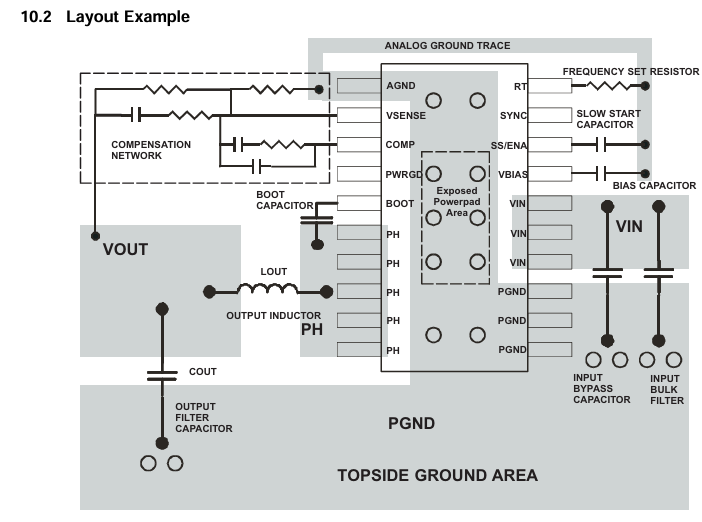 10.2 Layout Example
ANALOG GROUND TRACE
FREQUENCY SET RESISTOR
AGND
RT
VSENSE
SYNC
SLOW START
CAPACITOR
COMP
SS/ENA
COMPENSATION
NETWORK
PWRGD
VBIAS
BIAS CAPACITOR
Exposed
Powerpad
Area
BOOT
CAPACITOR
BOOT
VIN
VIN
PH
VIN
VOUT
PH
VIN
LOUT
PH
PGND
OUTPUT INDUCTOR
PH
PH
PGND
PH
PGND
COUT
INPUT
BYPASS
CAPACITOR
INPUT
BULK
FILTER
OUTPUT
FILTER
CAPACITOR
PGND
TOPSIDE GROUND AREA